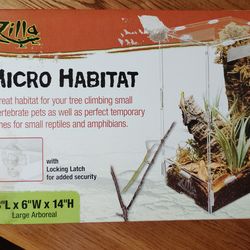 Zilla
MICRO HABITAT
reat habitat for your tree climbing small
vertebrate pets as well as perfect temporary
mes for small reptiles and amphibians.
with
Locking Latch
for added security
"L x 6"W x 14"H
Large Arboreal